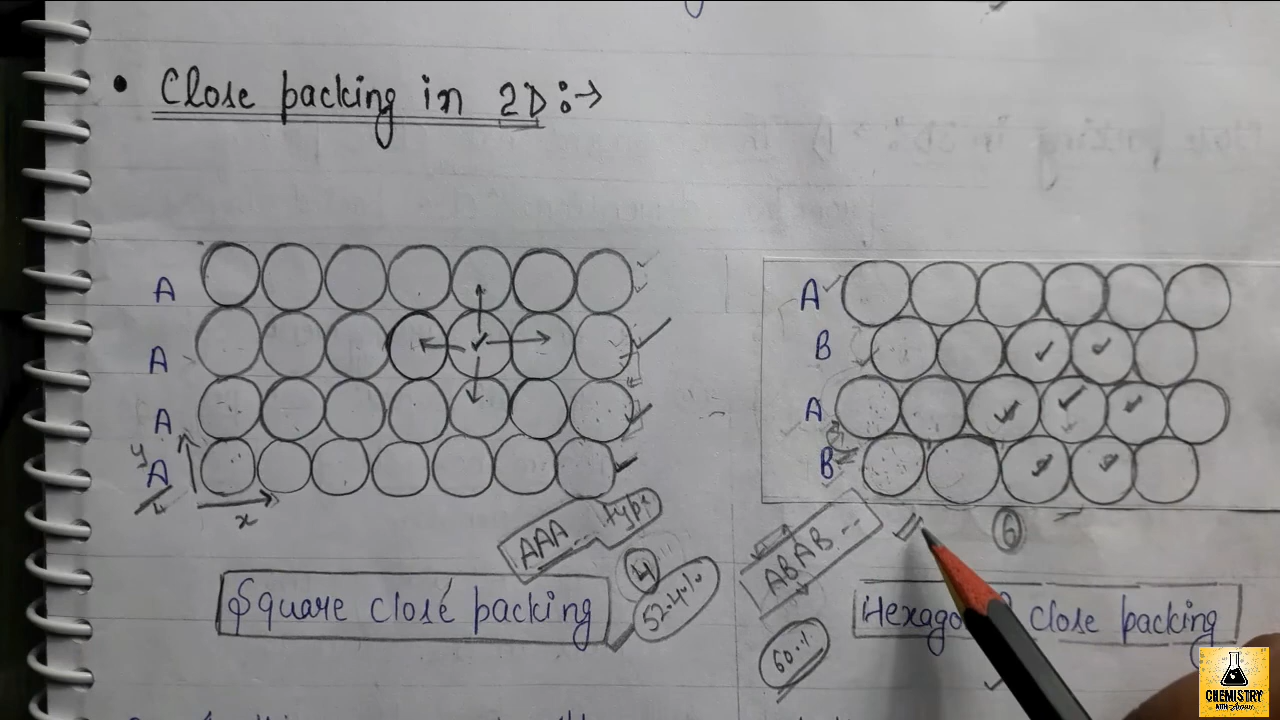 • Close packing in 2D :→
A
A
A
A
y
x
AAA... type
4
52.4%
Square close packing
A
B
A
B
ABAB...
6
60%
close packing
CHEMISTRY